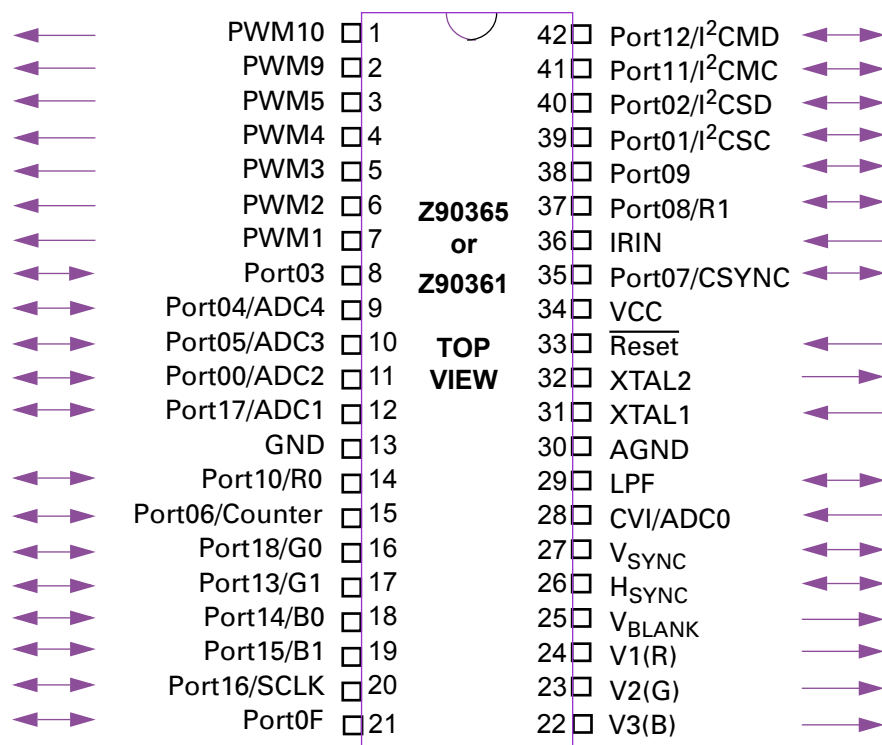 PWM10 1 42 Port12/I²CMD
PWM9 2 41 Port11/I²CMC
PWM5 3 40 Port02/I²CSD
PWM4 4 39 Port01/I²CSC
PWM3 5 38 Port09
PWM2 6 Z90365 37 Port08/R1
PWM1 7 or 36 IRIN
Port03 8 Z90361 35 Port07/CSYNC
Port04/ADC4 9 34 VCC
Port05/ADC3 10 TOP 33 Reset
Port00/ADC2 11 VIEW 32 XTAL2
Port17/ADC1 12 31 XTAL1
GND 13 30 AGND
Port10/R0 14 29 LPF
Port06/Counter 15 28 CVI/ADC0
Port18/G0 16 27 VSYNC
Port13/G1 17 26 HSYNC
Port14/B0 18 25 VBLANK
Port15/B1 19 24 V1(R)
Port16/SCLK 20 23 V2(G)
Port0F 21 22 V3(B)